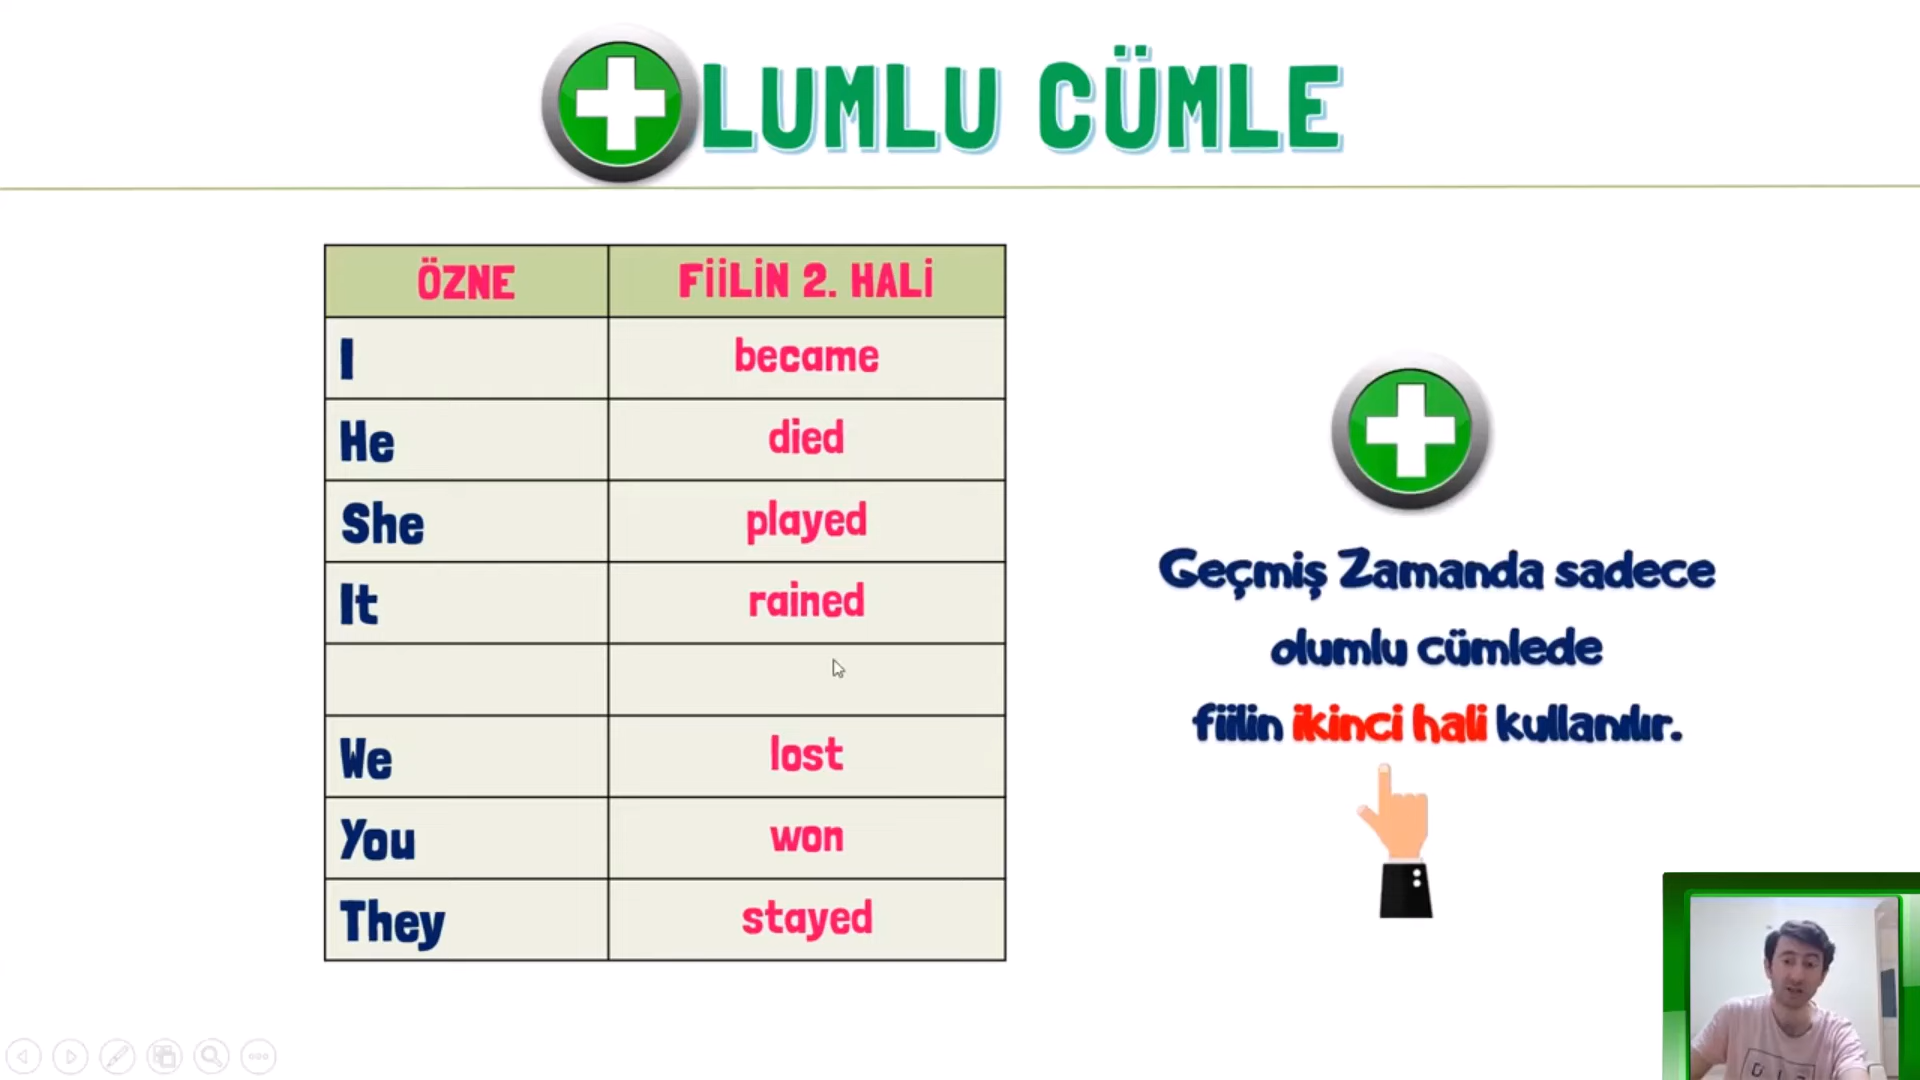 LUMLU CÜMLE
ÖZNE FİİLİN 2. HALİ
I became
He died
She played
It rained
We lost
You won
They stayed
Geçmiş Zamanda sadece
olumlu cümlede
fiilin ikinci hali kullanılır.